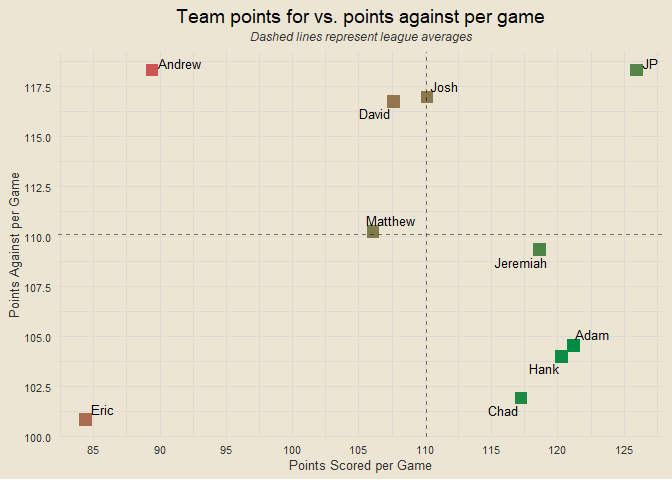 Team points for vs. points against per game
Dashed lines represent league averages
Andrew
JP
117.5
Josh
David
115.0
112.5
Matthew
110.0
Jeremiah
107.5
105.0
Adam
Hank
102.5
Chad
Eric
100.0
85 90 95 100 105 110 115 120 125
Points Scored per Game
Points Against per Game